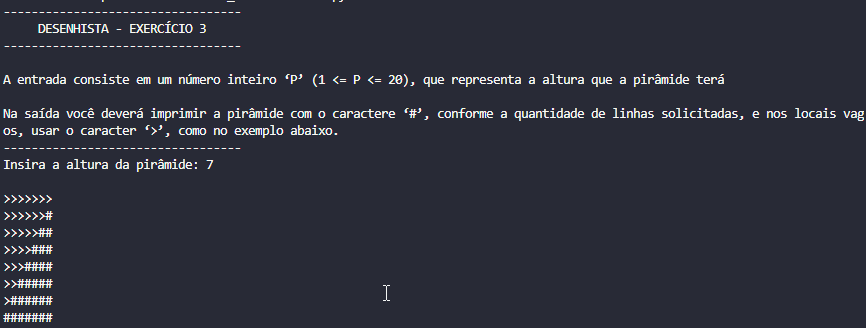 ---------------------------------
DESENHISTA - EXERCÍCIO 3
---------------------------------
A entrada consiste em um número inteiro ‘P’ (1 <= P <= 20), que representa a altura que a pirâmide terá
Na saída você deverá imprimir a pirâmide com o caractere ‘#’, conforme a quantidade de linhas solicitadas, e nos locais vag
os, usar o caracter ‘>’, como no exemplo abaixo.
---------------------------------
Insira a altura da pirâmide: 7
>>>>>>>
>>>>>>#
>>>>>##
>>>>###
>>>####
>>#####
>######
#######